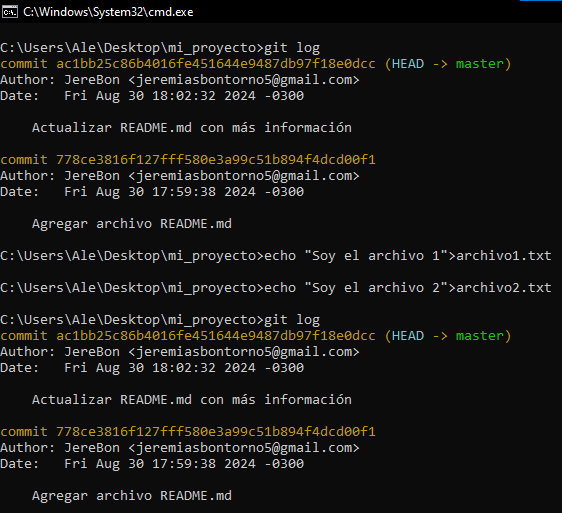 C:\Windows\System32\cmd.exe
C:\Users\Ale\Desktop\mi_proyecto>git log
commit ac1bb25c86b4016fe451644e9487db97f18e0dcc (HEAD -> master)
Author: JereBon <jeremiasbontorno5@gmail.com>
Date:   Fri Aug 30 18:02:32 2024 -0300
    Actualizar README.md con más información
commit 778ce3816f127fff580e3a99c51b894f4dcd00f1
Author: JereBon <jeremiasbontorno5@gmail.com>
Date:   Fri Aug 30 17:59:38 2024 -0300
    Agregar archivo README.md
C:\Users\Ale\Desktop\mi_proyecto>echo "Soy el archivo 1">archivo1.txt
C:\Users\Ale\Desktop\mi_proyecto>echo "Soy el archivo 2">archivo2.txt
C:\Users\Ale\Desktop\mi_proyecto>git log
commit ac1bb25c86b4016fe451644e9487db97f18e0dcc (HEAD -> master)
Author: JereBon <jeremiasbontorno5@gmail.com>
Date:   Fri Aug 30 18:02:32 2024 -0300
    Actualizar README.md con más información
commit 778ce3816f127fff580e3a99c51b894f4dcd00f1
Author: JereBon <jeremiasbontorno5@gmail.com>
Date:   Fri Aug 30 17:59:38 2024 -0300
    Agregar archivo README.md